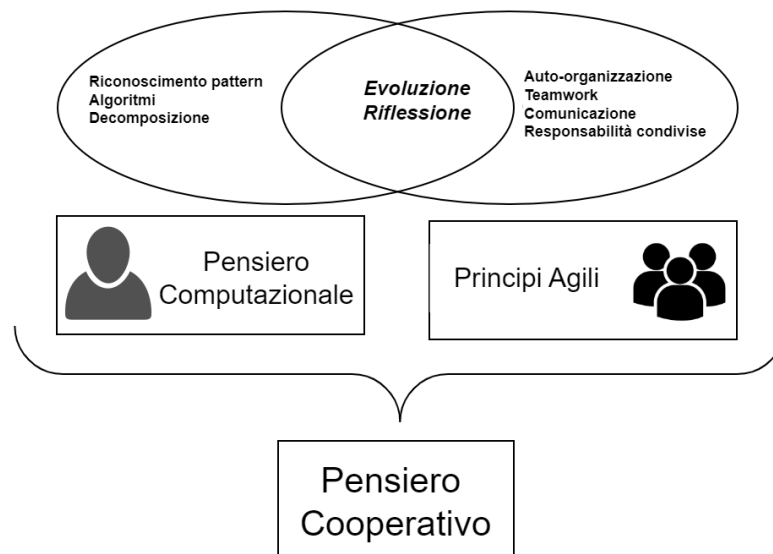 Riconoscimento pattern
Algoritmi
Decomposizione
Evoluzione
Riflessione
Auto-organizzazione
Teamwork
Comunicazione
Responsabilità condivise
Pensiero
Computazionale
Principi Agili
Pensiero
Cooperativo